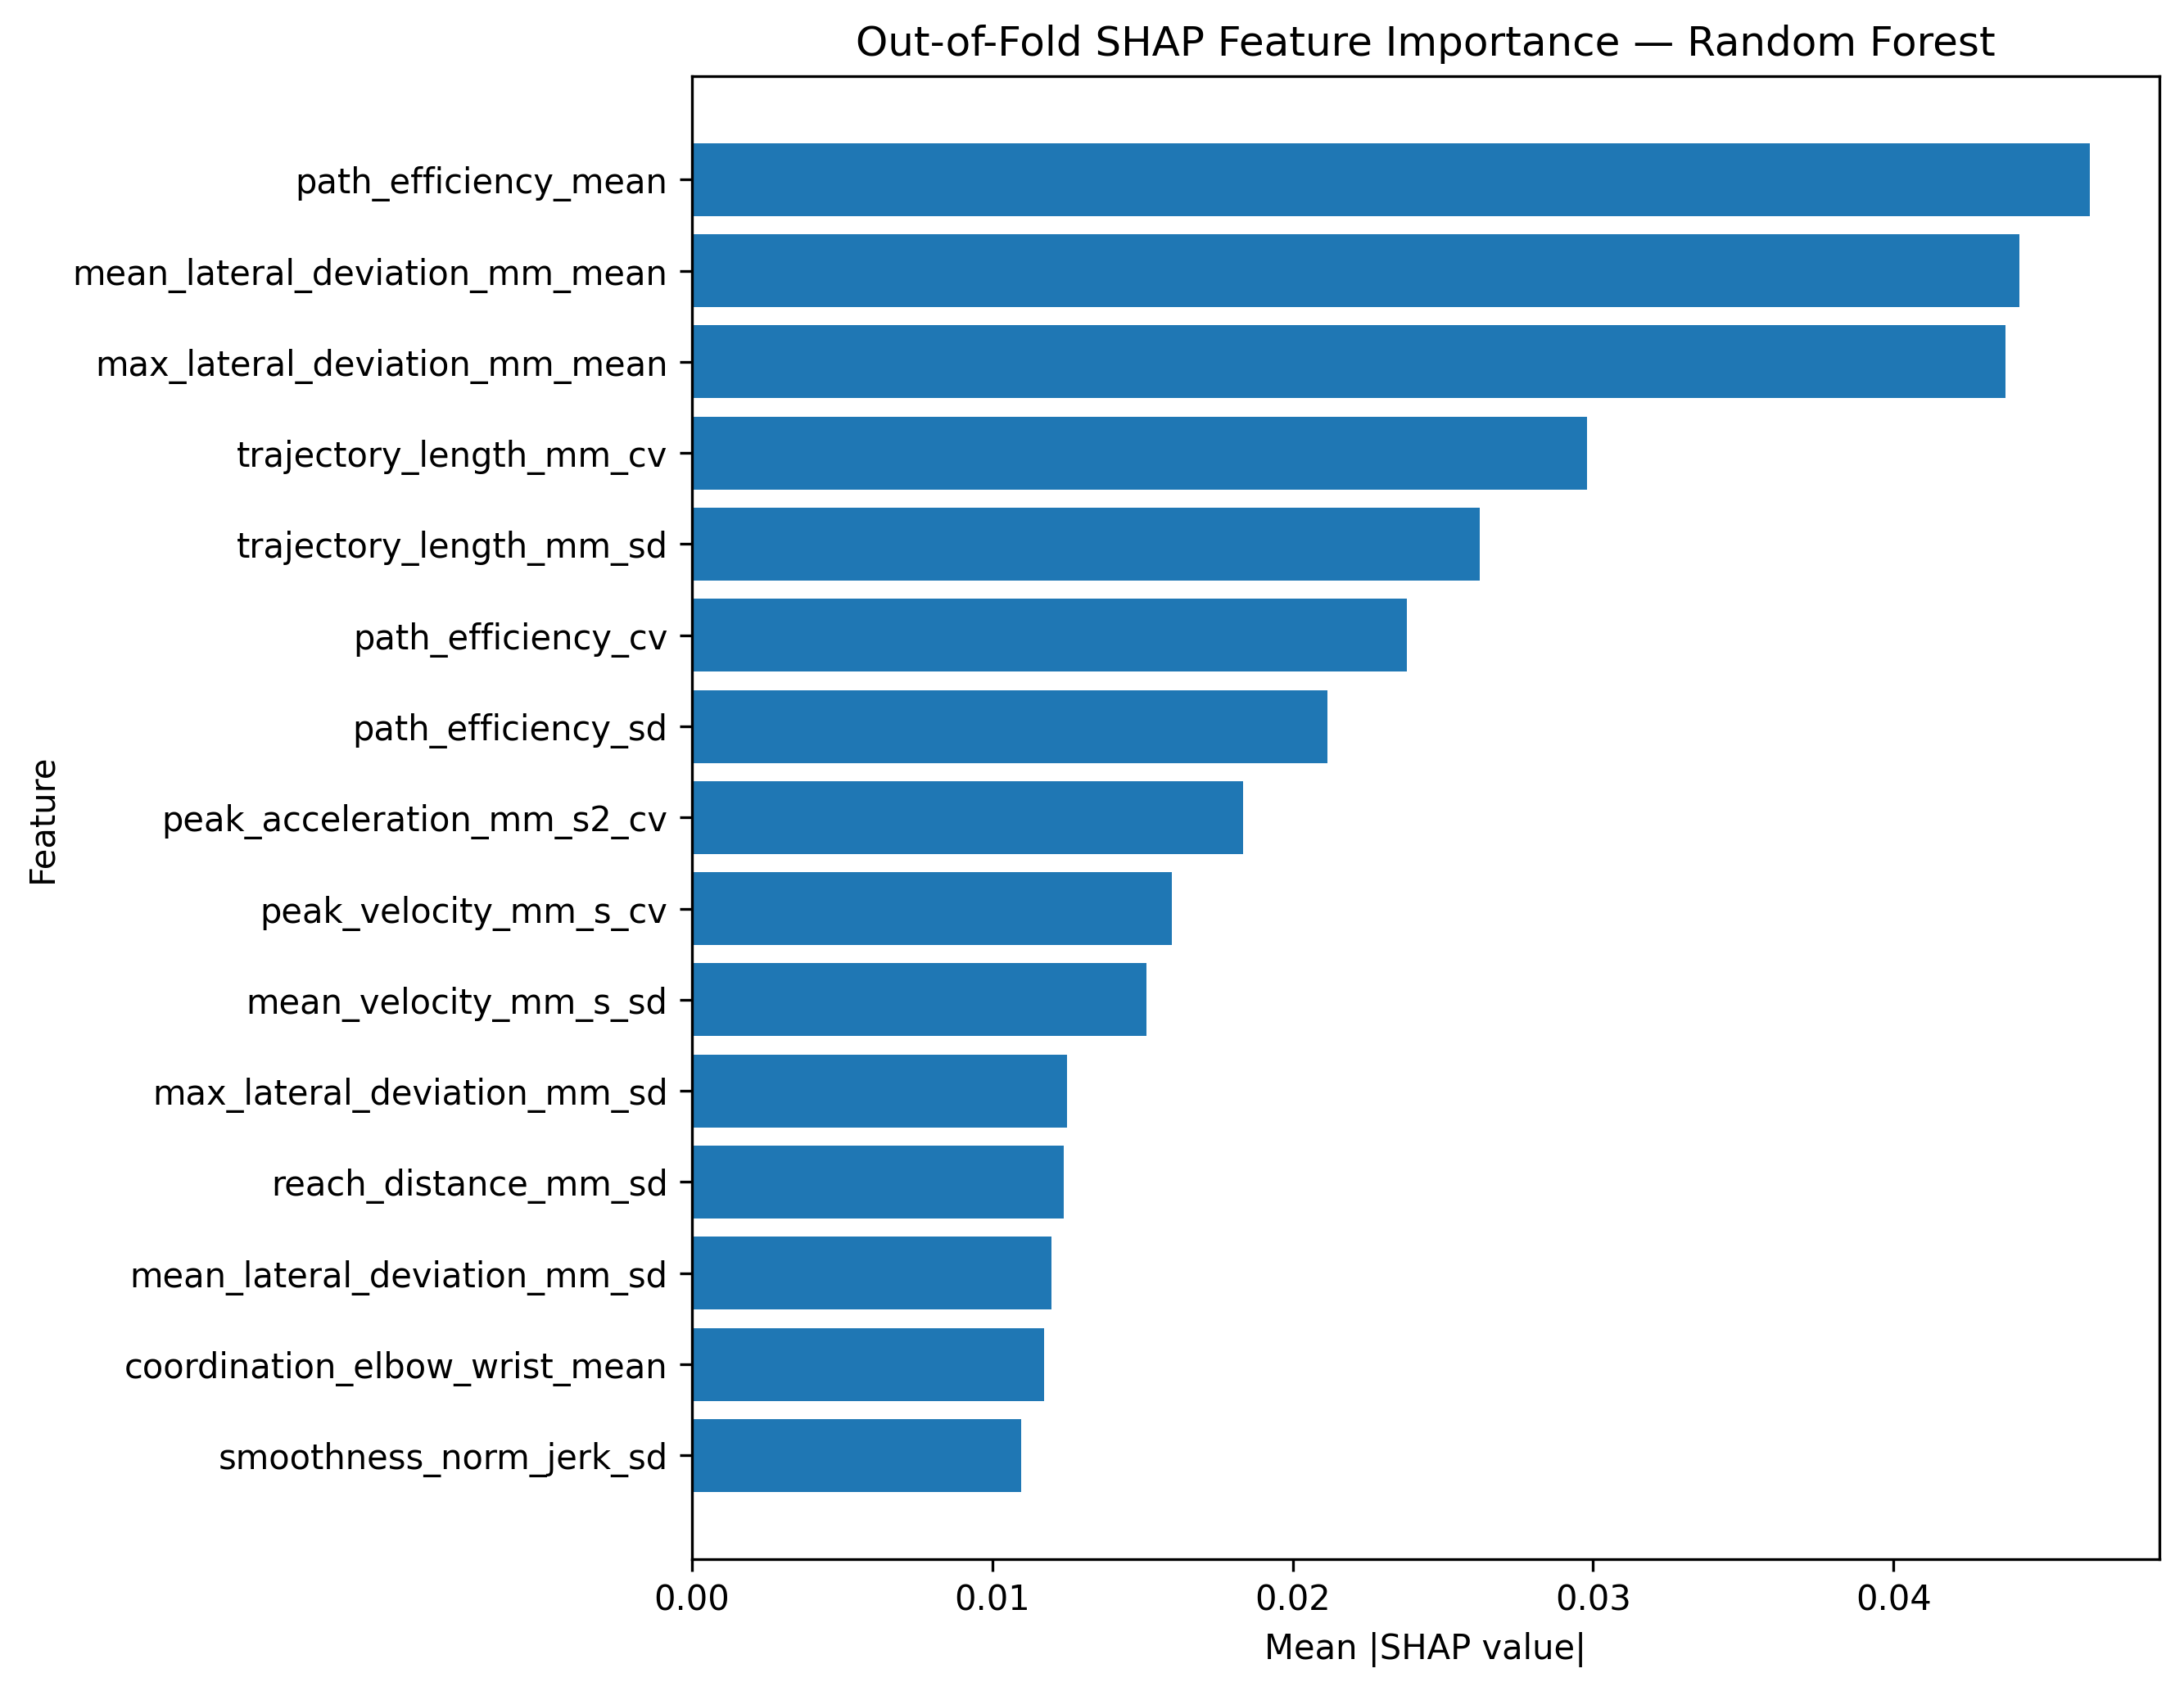 Out-of-Fold SHAP Feature Importance — Random Forest
Feature
path_efficiency_mean
mean_lateral_deviation_mm_mean
max_lateral_deviation_mm_mean
trajectory_length_mm_cv
trajectory_length_mm_sd
path_efficiency_cv
path_efficiency_sd
peak_acceleration_mm_s2_cv
peak_velocity_mm_s_cv
mean_velocity_mm_s_sd
max_lateral_deviation_mm_sd
reach_distance_mm_sd
mean_lateral_deviation_mm_sd
coordination_elbow_wrist_mean
smoothness_norm_jerk_sd
0.00 0.01 0.02 0.03 0.04
Mean |SHAP value|